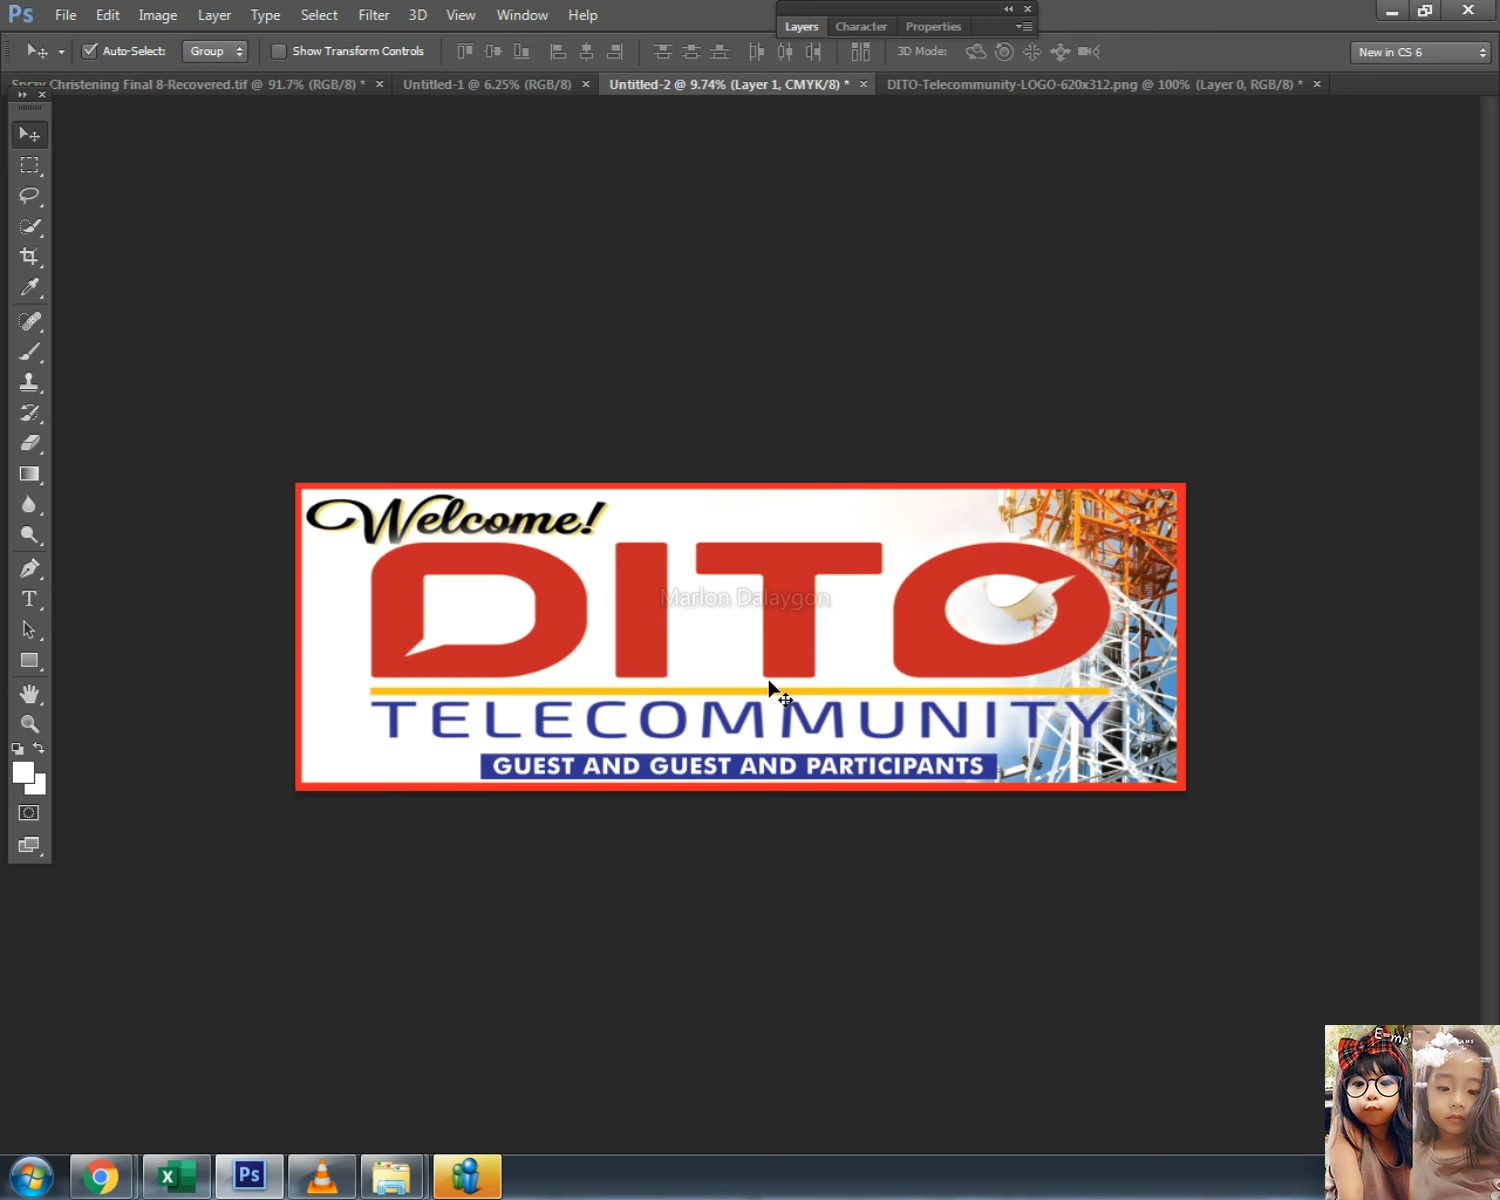 Ps File Edit Image Layer Type Select Filter 3D View Window Help
Layers Character Properties
Auto-Select: Group Show Transform Controls 3D Mode: New in CS 6
Spray Christening Final 8-Recovered.tif @ 91.7% (RGB/8) * × Untitled-1 @ 6.25% (RGB/8) × Untitled-2 @ 9.74% (Layer 1, CMYK/8) * × DITO-Telecommunity-LOGO-620x312.png @ 100% (Layer 0, RGB/8) * ×
Welcome!
DITO
Marlon Dalaygon
TELECOMMUNITY
GUEST AND GUEST AND PARTICIPANTS
E=mc²
Ps